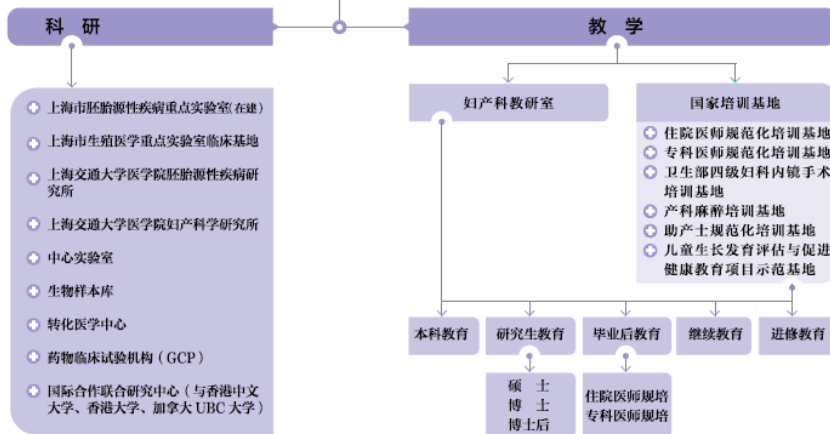 科 研
上海市胚胎源性疾病重点实验室(在建)
上海市生殖医学重点实验室临床基地
上海交通大学医学院胚胎源性疾病研
究所
上海交通大学医学院妇产科学研究所
中心实验室
生物样本库
转化医学中心
药物临床试验机构（GCP）
国际合作联合研究中心（与香港中文
大学、香港大学、加拿大 UBC 大学）
教 学
妇产科教研室
国家培训基地
住院医师规范化培训基地
专科医师规范化培训基地
卫生部四级妇科内镜手术
培训基地
产科麻醉培训基地
助产士规范化培训基地
儿童生长发育评估与促进
健康教育项目示范基地
本科教育
研究生教育
毕业后教育
继续教育
进修教育
硕 士
博 士
博士后
住院医师规培
专科医师规培